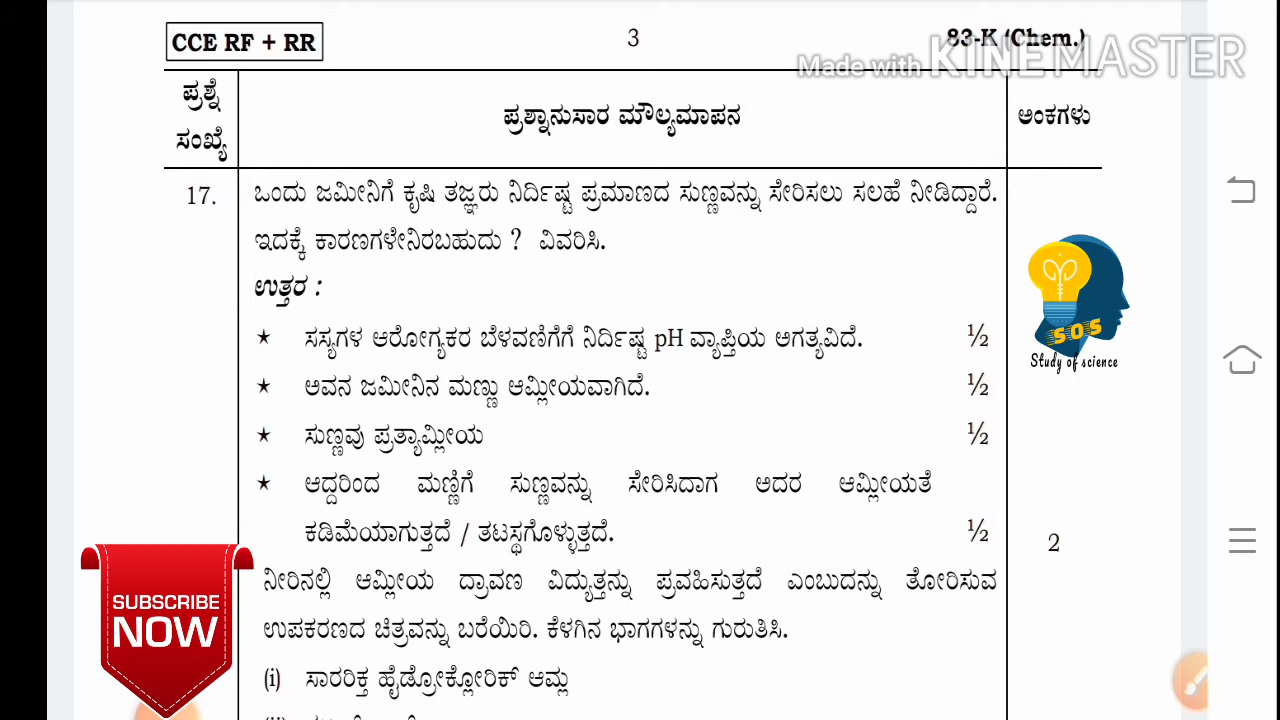 CCE RF + RR
3
83-K (Chem.)
Made with KINEMASTER
ಪ್ರಶ್ನೆ ಸಂಖ್ಯೆ
ಪ್ರಶ್ನಾನುಸಾರ ಮೌಲ್ಯಮಾಪನ
ಅಂಕಗಳು
17.
ಒಂದು ಜಮೀನಿಗೆ ಕೃಷಿ ತಜ್ಞರು ನಿರ್ದಿಷ್ಟ ಪ್ರಮಾಣದ ಸುಣ್ಣವನ್ನು ಸೇರಿಸಲು ಸಲಹೆ ನೀಡಿದ್ದಾರೆ.
ಇದಕ್ಕೆ ಕಾರಣಗಳೇನಿರಬಹುದು ? ವಿವರಿಸಿ.
ಉತ್ತರ :
★ ಸಸ್ಯಗಳ ಆರೋಗ್ಯಕರ ಬೆಳವಣಿಗೆಗೆ ನಿರ್ದಿಷ್ಟ pH ವ್ಯಾಪ್ತಿಯ ಅಗತ್ಯವಿದೆ. ½
★ ಅವನ ಜಮೀನಿನ ಮಣ್ಣು ಆಮ್ಲೀಯವಾಗಿದೆ. ½
★ ಸುಣ್ಣವು ಪ್ರತ್ಯಾಮ್ಲೀಯ ½
★ ಆದ್ದರಿಂದ ಮಣ್ಣಿಗೆ ಸುಣ್ಣವನ್ನು ಸೇರಿಸಿದಾಗ ಅದರ ಆಮ್ಲೀಯತೆ
ಕಡಿಮೆಯಾಗುತ್ತದೆ / ತಟಸ್ಥಗೊಳ್ಳುತ್ತದೆ. ½
2
ನೀರಿನಲ್ಲಿ ಆಮ್ಲೀಯ ದ್ರಾವಣ ವಿದ್ಯುತ್ತನ್ನು ಪ್ರವಹಿಸುತ್ತದೆ ಎಂಬುದನ್ನು ತೋರಿಸುವ
ಉಪಕರಣದ ಚಿತ್ರವನ್ನು ಬರೆಯಿರಿ. ಕೆಳಗಿನ ಭಾಗಗಳನ್ನು ಗುರುತಿಸಿ.
(i) ಸಾರರಿಕ್ತ ಹೈಡ್ರೋಕ್ಲೋರಿಕ್ ಆಮ್ಲ
SOS
Study of science
SUBSCRIBE
NOW